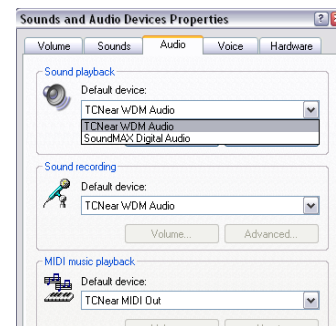 Sounds and Audio Devices Properties
Volume Sounds Audio Voice Hardware
Sound playback
Default device:
TCNear WDM Audio
TCNear WDM Audio
SoundMAX Digital Audio
Sound recording
Default device:
TCNear WDM Audio
Volume... Advanced...
MIDI music playback
Default device:
TCNear MIDI Out